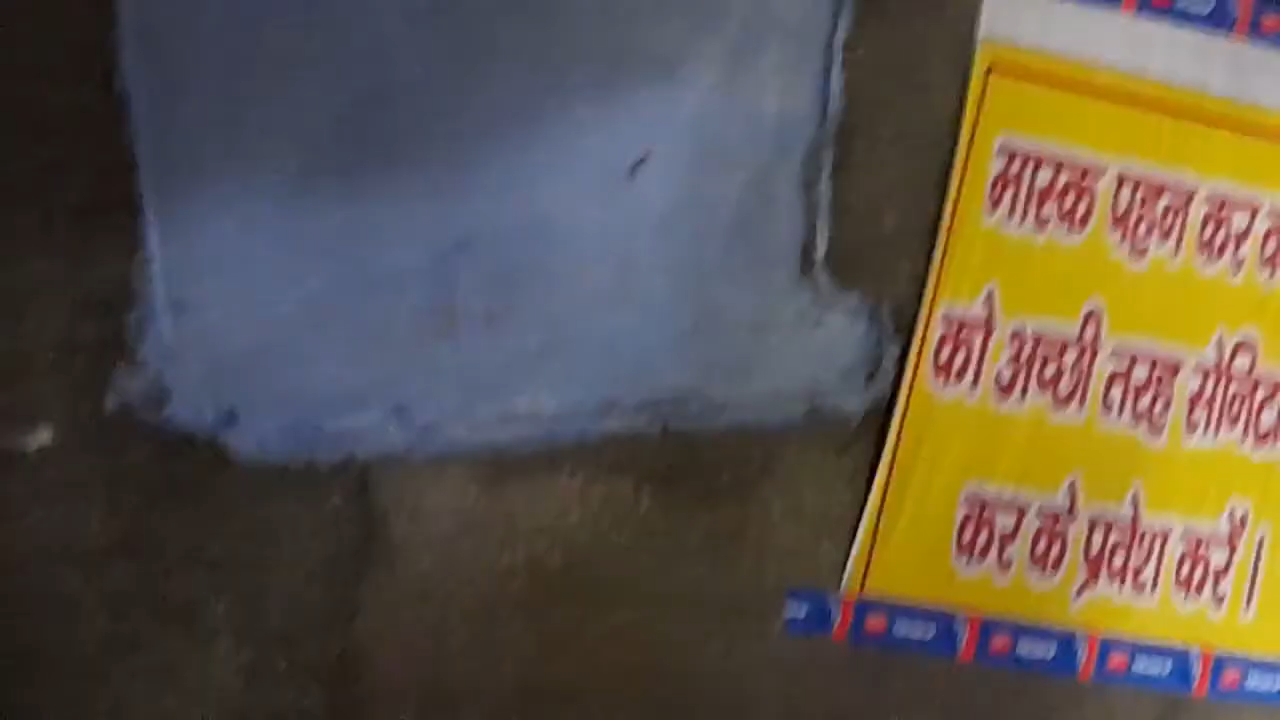 मास्क पहन कर
को अच्छी तरह
कर के प्रवेश करें।